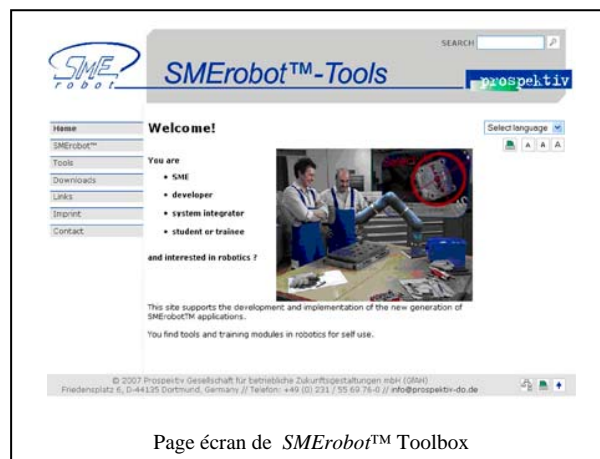 SEARCH
SME
robot
SMErobot™-Tools
prospektiv
Home
SMErobot™
Tools
Downloads
Links
Imprint
Contact
Welcome!
Select language
A A A
You are
• SME
• developer
• system integrator
• student or trainee
and interested in robotics ?
Select
This site supports the development and implementation of the new generation of
SMErobotTM applications.
You find tools and training modules in robotics for self use.
© 2007 Prospektiv Gesellschaft für betriebliche Zukunftsgestaltungen mbH (GfAH)
Friedensplatz 6, D-44135 Dortmund, Germany // Telefon: +49 (0) 231 / 55 69 76-0 // info@prospektiv-do.de
Page écran de SMErobot™ Toolbox